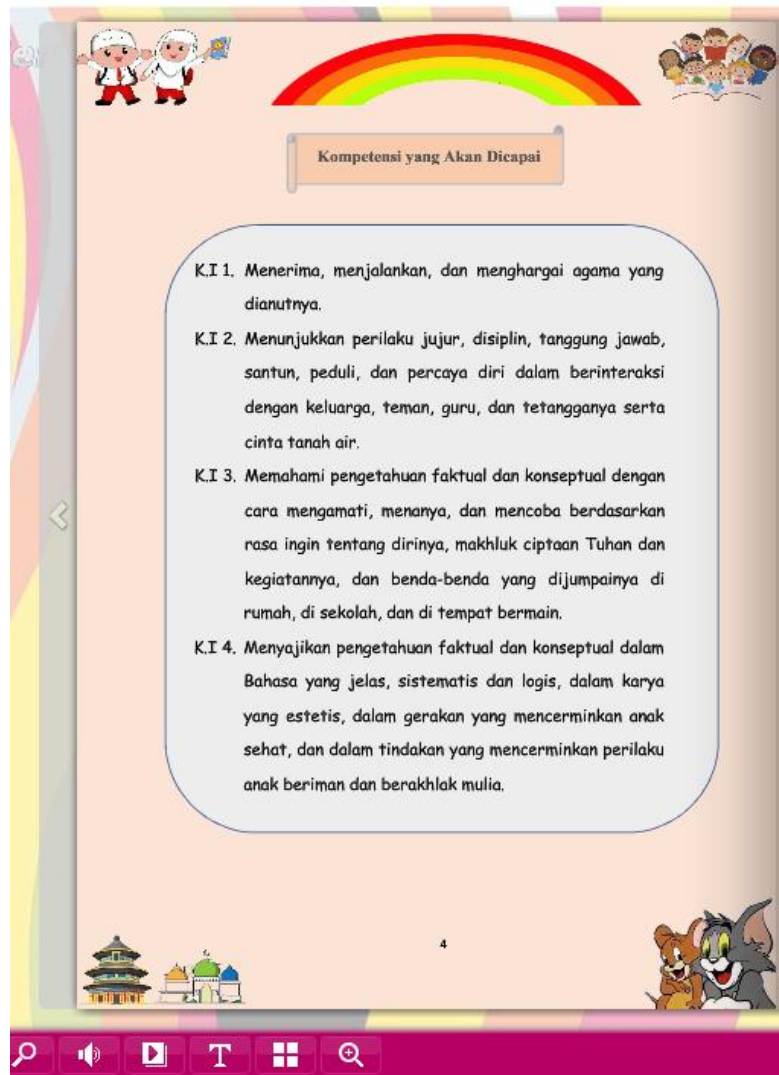 Kompetensi yang Akan Dicapai
K.I 1. Menerima, menjalankan, dan menghargai agama yang
dianutnya.
K.I 2. Menunjukkan perilaku jujur, disiplin, tanggung jawab,
santun, peduli, dan percaya diri dalam berinteraksi
dengan keluarga, teman, guru, dan tetangganya serta
cinta tanah air.
K.I 3. Memahami pengetahuan faktual dan konseptual dengan
cara mengamati, menanya, dan mencoba berdasarkan
rasa ingin tentang dirinya, makhluk ciptaan Tuhan dan
kegiatannya, dan benda-benda yang dijumpainya di
rumah, di sekolah, dan di tempat bermain.
K.I 4. Menyajikan pengetahuan faktual dan konseptual dalam
Bahasa yang jelas, sistematis dan logis, dalam karya
yang estetis, dalam gerakan yang mencerminkan anak
sehat, dan dalam tindakan yang mencerminkan perilaku
anak beriman dan berakhlak mulia.
4
T